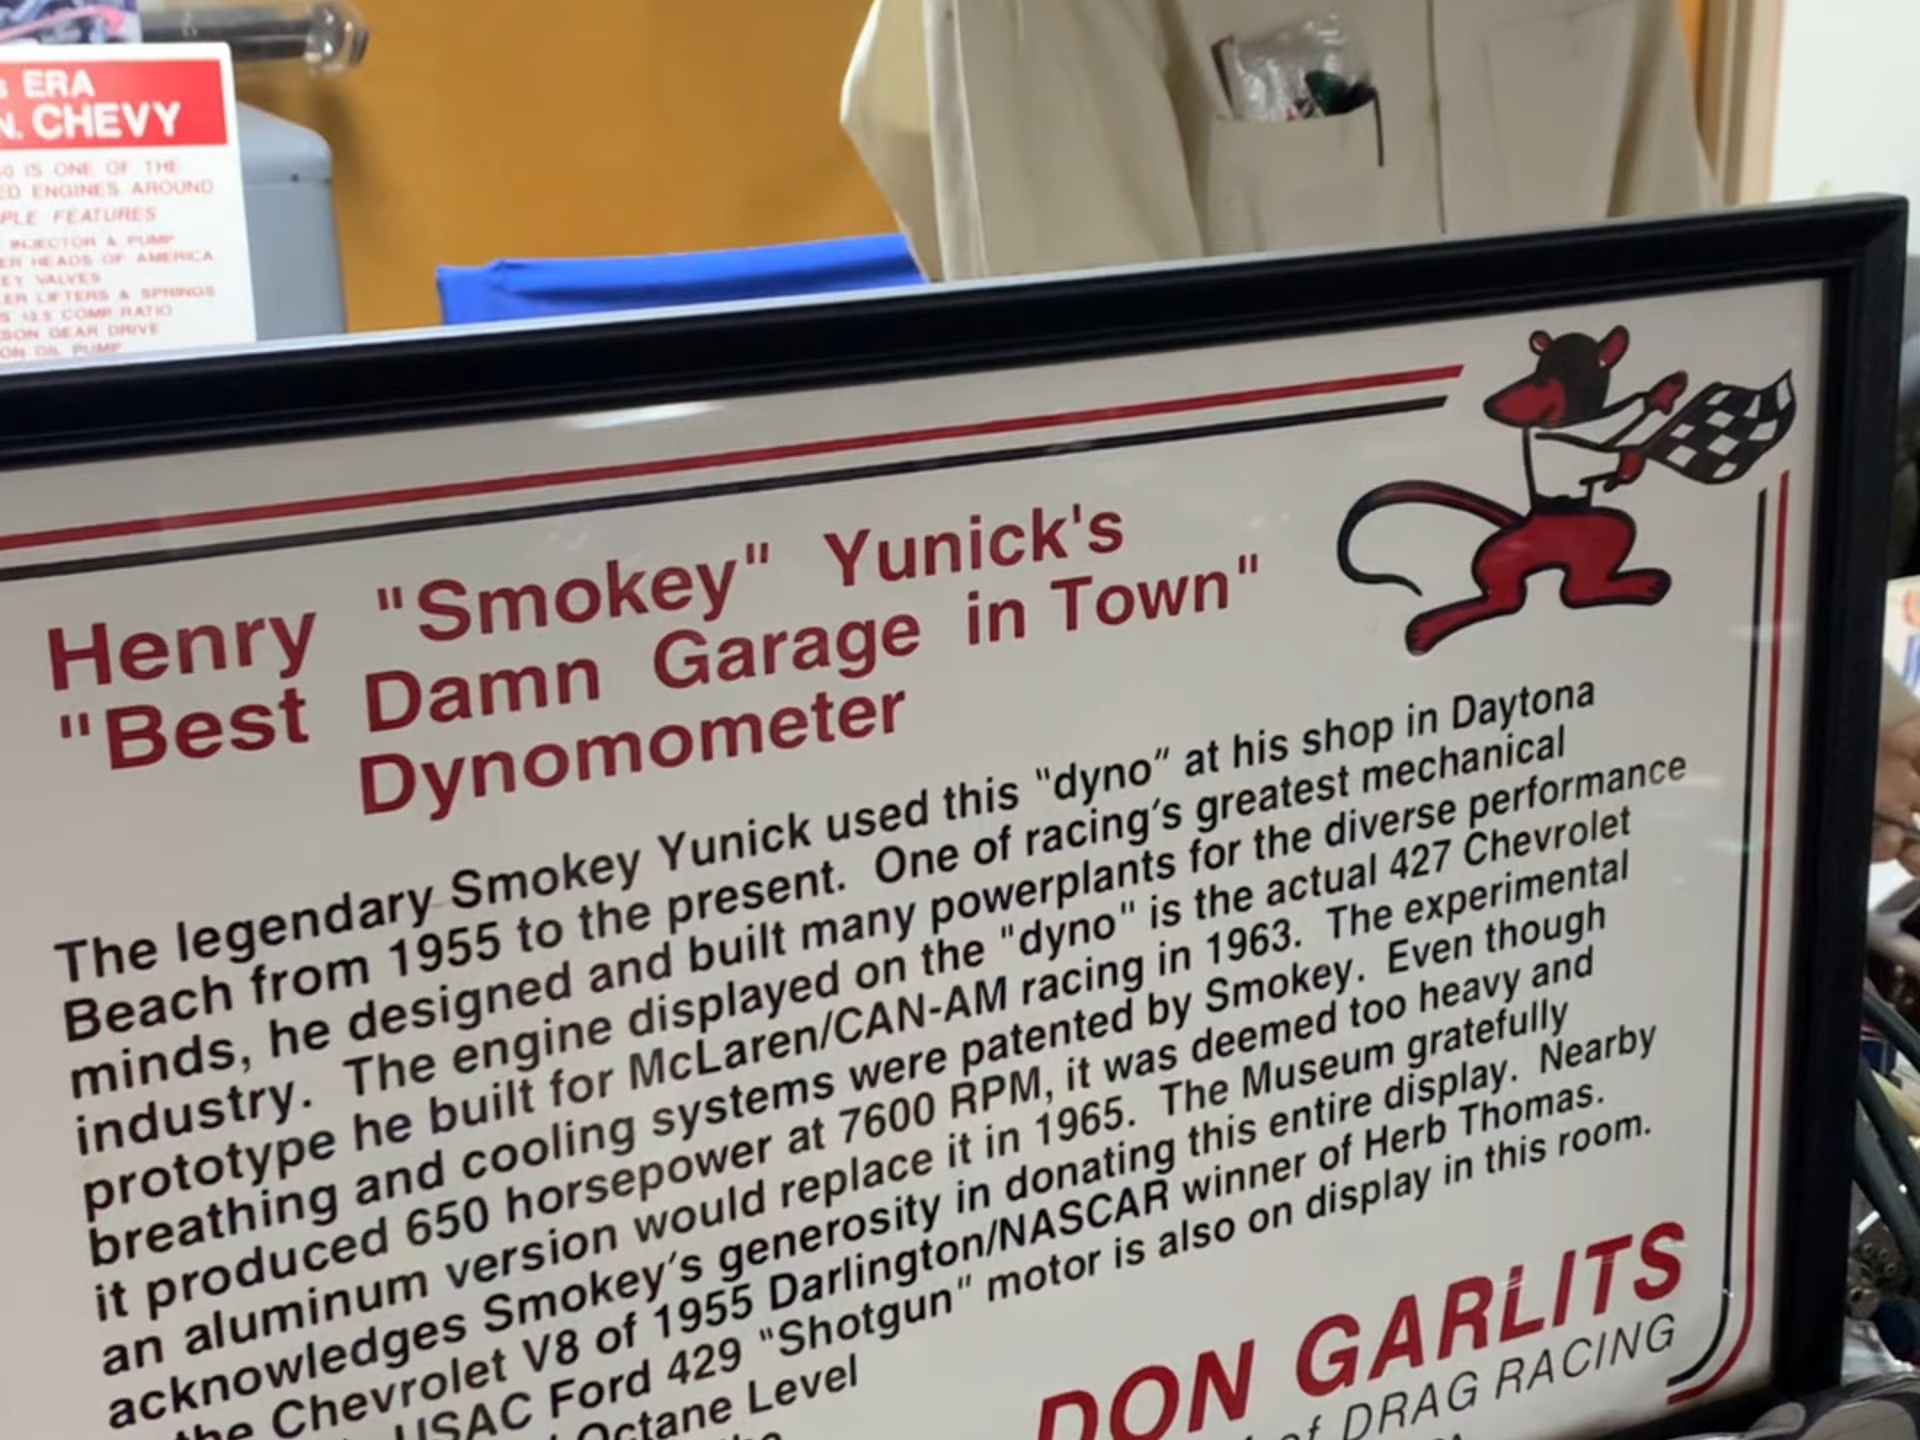 ERA
N. CHEVY
0 IS ONE OF THE
ED ENGINES AROUND
PLE FEATURES
INJECTOR & PUMP
ER HEADS OF AMERICA
EY VALVES
ER LIFTERS & SPRINGS
13.5 COMP RATIO
SON GEAR DRIVE
ON OIL PUMP
Henry "Smokey" Yunick's
"Best Damn Garage in Town"
Dynomometer
The legendary Smokey Yunick used this "dyno" at his shop in Daytona
Beach from 1955 to the present. One of racing's greatest mechanical
minds, he designed and built many powerplants for the diverse performance
industry. The engine displayed on the "dyno" is the actual 427 Chevrolet
prototype he built for McLaren/CAN-AM racing in 1963. The experimental
breathing and cooling systems were patented by Smokey. Even though
it produced 650 horsepower at 7600 RPM, it was deemed too heavy and
an aluminum version would replace it in 1965. The Museum gratefully
acknowledges Smokey's generosity in donating this entire display. Nearby
the Chevrolet V8 of 1955 Darlington/NASCAR winner of Herb Thomas.
USAC Ford 429 "Shotgun" motor is also on display in this room.
Octane Level
DON GARLITS
of DRAG RACING